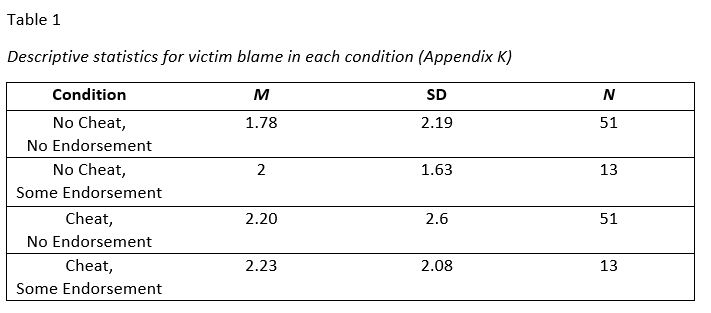 Table 1
Descriptive statistics for victim blame in each condition (Appendix K)
Condition M SD N
No Cheat, 1.78 2.19 51
No Endorsement
No Cheat, 2 1.63 13
Some Endorsement
Cheat, 2.20 2.6 51
No Endorsement
Cheat, 2.23 2.08 13
Some Endorsement